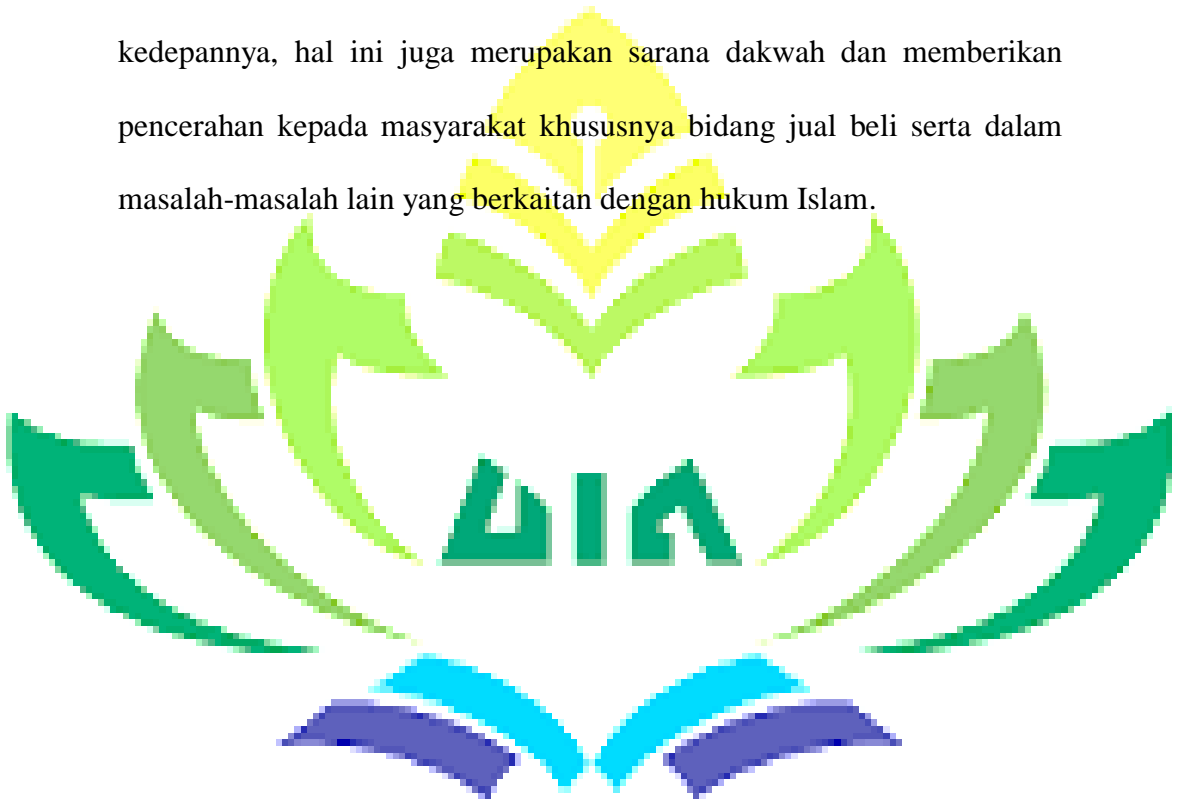 kedepannya, hal ini juga merupakan sarana dakwah dan memberikan
pencerahan kepada masyarakat khususnya bidang jual beli serta dalam
masalah-masalah lain yang berkaitan dengan hukum Islam.